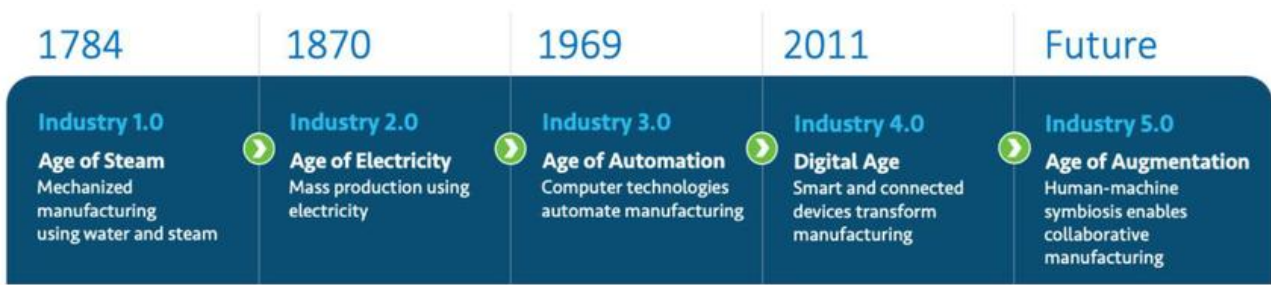 1784
Industry 1.0
Age of Steam
Mechanized
manufacturing
using water and steam
1870
Industry 2.0
Age of Electricity
Mass production using
electricity
1969
Industry 3.0
Age of Automation
Computer technologies
automate manufacturing
2011
Industry 4.0
Digital Age
Smart and connected
devices transform
manufacturing
Future
Industry 5.0
Age of Augmentation
Human-machine
symbiosis enables
collaborative
manufacturing